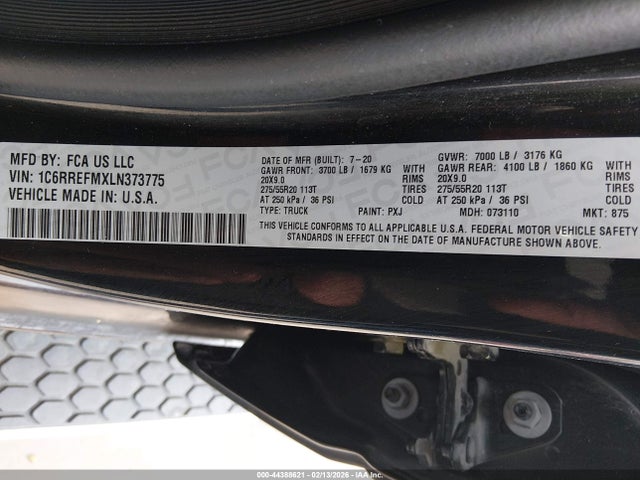 MFD BY: FCA US LLC
VIN: 1C6RREFMXLN373775
VEHICLE MADE IN: U.S.A.
DATE OF MFR (BUILT): 7-20 GVWR: 7000 LB / 3176 KG
GAWR FRONT: 3700 LB / 1679 KG WITH GAWR REAR: 4100 LB / 1860 KG WITH
20X9.0 RIMS 20X9.0 RIMS
275/55R20 113T TIRES 275/55R20 113T TIRES
AT 250 kPa / 36 PSI COLD AT 250 kPa / 36 PSI COLD
TYPE: TRUCK PAINT: PXJ MDH: 073110 MKT: 875
VEHICLE CONFORMS TO ALL APPLICABLE U.S.A. FEDERAL MOTOR VEHICLE SAFETY
STANDARDS IN EFFECT ON THE DATE OF MANUFACTURE SHOWN ABOVE.
000-44388621 02/13/2026 IAA, LLC